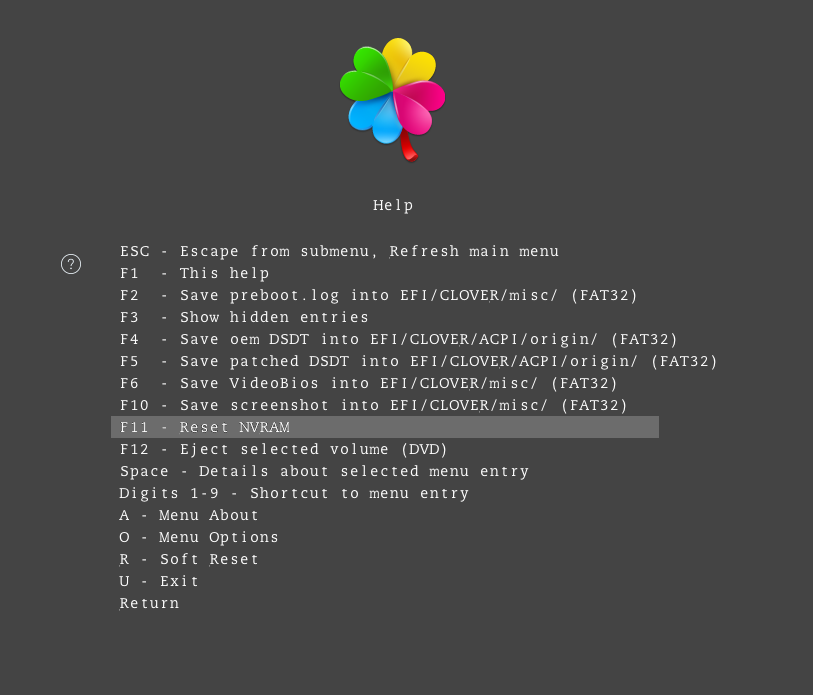 Help
ESC - Escape from submenu, Refresh main menu
?
F1  - This help
F2  - Save preboot.log into EFI/CLOVER/misc/ (FAT32)
F3  - Show hidden entries
F4  - Save oem DSDT into EFI/CLOVER/ACPI/origin/ (FAT32)
F5  - Save patched DSDT into EFI/CLOVER/ACPI/origin/ (FAT32)
F6  - Save VideoBios into EFI/CLOVER/misc/ (FAT32)
F10 - Save screenshot into EFI/CLOVER/misc/ (FAT32)
F11 - Reset NVRAM
F12 - Eject selected volume (DVD)
Space - Details about selected menu entry
Digits 1-9 - Shortcut to menu entry
A - Menu About
O - Menu Options
R - Soft Reset
U - Exit
Return